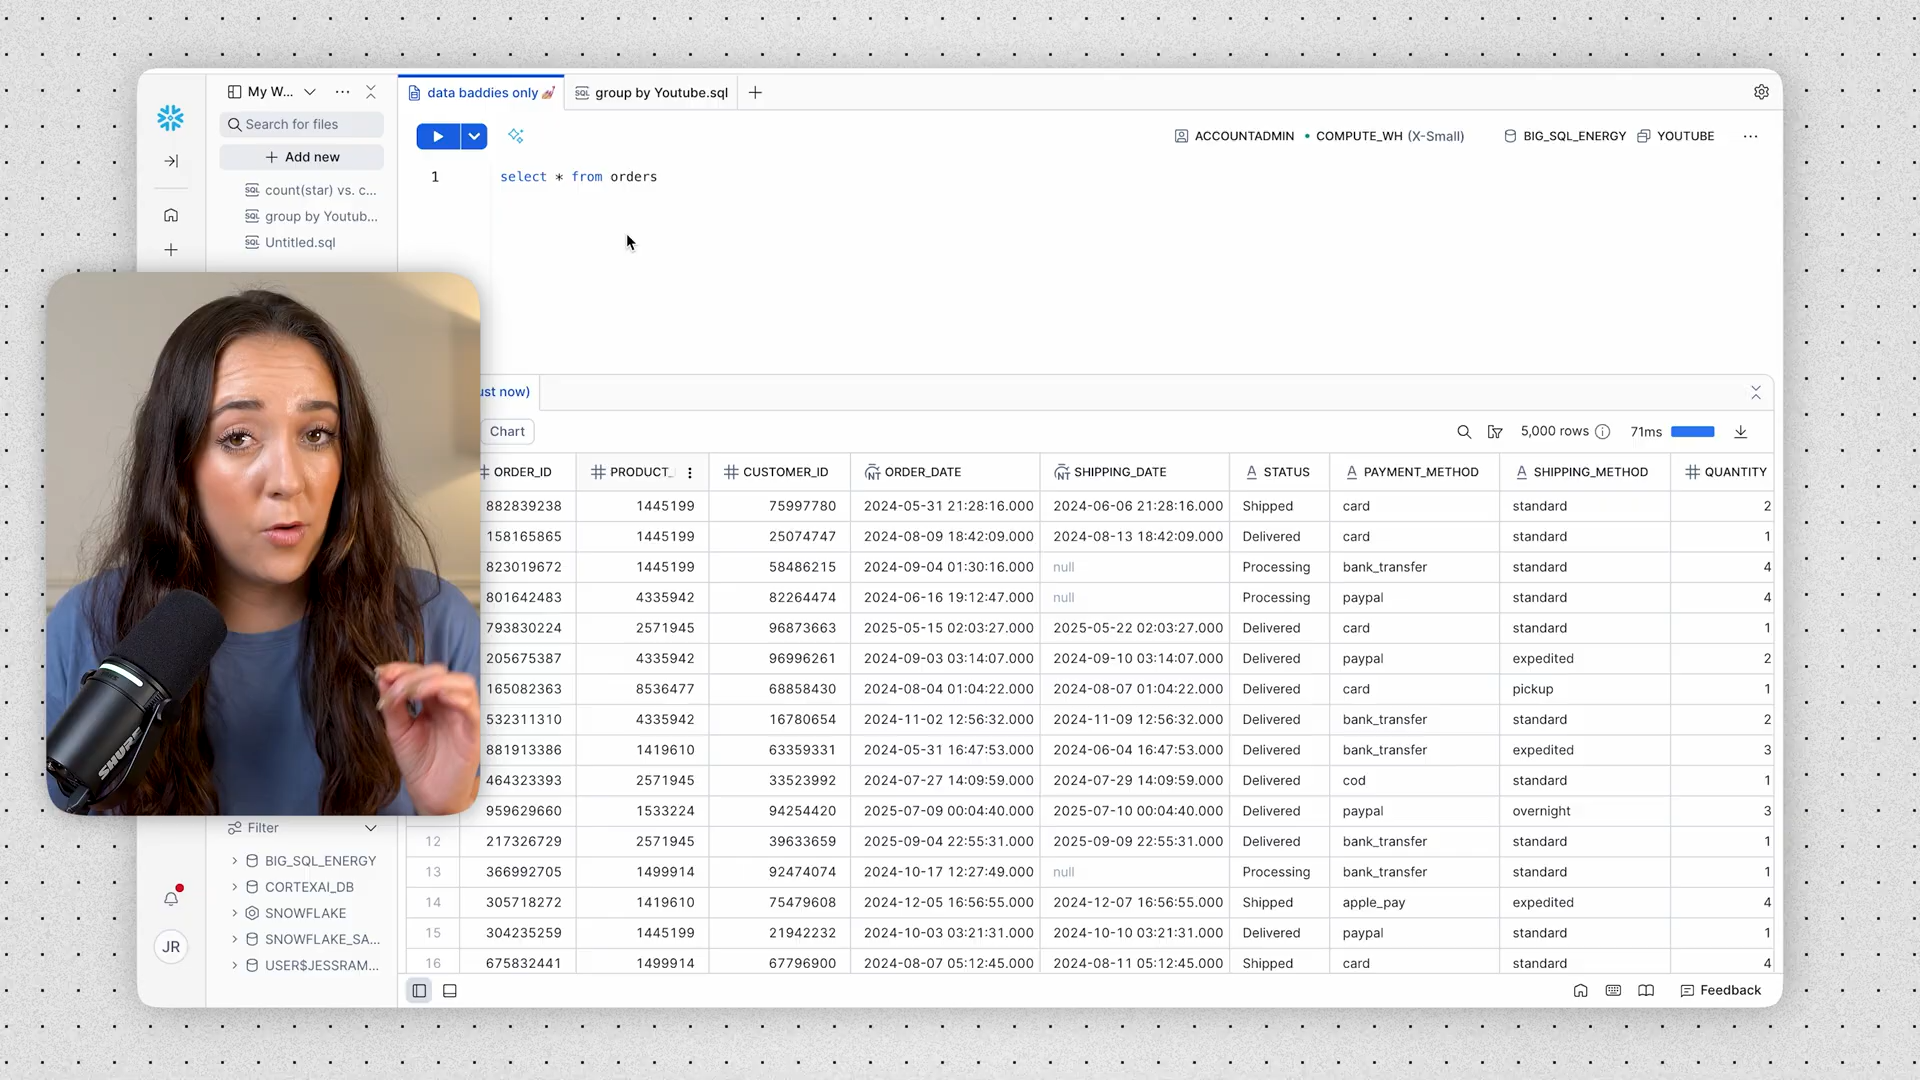 My W...
data baddies only 💅🏼
group by Youtube.sql
Search for files
Add new
ACCOUNTADMIN
COMPUTE_WH (X-Small)
BIG_SQL_ENERGY
YOUTUBE
count(star) vs. c...
group by Youtub...
Untitled.sql
1 select * from orders
ust now)
Chart
5,000 rows
71ms
ORDER_ID PRODUCT_ CUSTOMER_ID ORDER_DATE SHIPPING_DATE STATUS PAYMENT_METHOD SHIPPING_METHOD QUANTITY
882839238 1445199 75997780 2024-05-31 21:28:16.000 2024-06-06 21:28:16.000 Shipped card standard 2
158165865 1445199 25074747 2024-08-09 18:42:09.000 2024-08-13 18:42:09.000 Delivered card standard 1
823019672 1445199 58486215 2024-09-04 01:30:16.000 null Processing bank_transfer standard 4
801642483 4335942 82264474 2024-06-16 19:12:47.000 null Processing paypal standard 4
793830224 2571945 96873663 2025-05-15 02:03:27.000 2025-05-22 02:03:27.000 Delivered card standard 1
205675387 4335942 96996261 2024-09-03 03:14:07.000 2024-09-10 03:14:07.000 Delivered paypal expedited 2
165082363 8536477 68858430 2024-08-04 01:04:22.000 2024-08-07 01:04:22.000 Delivered card pickup 1
532311310 4335942 16780654 2024-11-02 12:56:32.000 2024-11-09 12:56:32.000 Delivered bank_transfer standard 2
881913386 1419610 63359331 2024-05-31 16:47:53.000 2024-06-04 16:47:53.000 Delivered bank_transfer expedited 3
464323393 2571945 33523992 2024-07-27 14:09:59.000 2024-07-29 14:09:59.000 Delivered cod standard 1
959629660 1533224 94254420 2025-07-09 00:04:40.000 2025-07-10 00:04:40.000 Delivered paypal overnight 3
12 217326729 2571945 39633659 2025-09-04 22:55:31.000 2025-09-09 22:55:31.000 Delivered bank_transfer standard 1
13 366992705 1499914 92474074 2024-10-17 12:27:49.000 null Processing bank_transfer standard 1
14 305718272 1419610 75479608 2024-12-05 16:56:55.000 2024-12-07 16:56:55.000 Shipped apple_pay expedited 4
15 304235259 1445199 21942232 2024-10-03 03:21:31.000 2024-10-10 03:21:31.000 Delivered paypal standard 1
16 675832441 1499914 67796900 2024-08-07 05:12:45.000 2024-08-11 05:12:45.000 Shipped card standard 4
SHURE
Filter
BIG_SQL_ENERGY
CORTEXAI_DB
SNOWFLAKE
SNOWFLAKE_SA...
USER$JESSRAM...
JR
Feedback